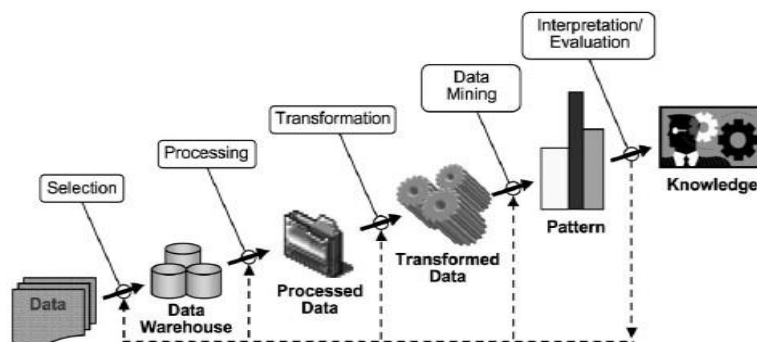 Interpretation/
Evaluation
Data
Mining
Transformation
Processing
Selection
Knowledge
Pattern
Transformed
Data
Processed
Data
Data
Warehouse
Data